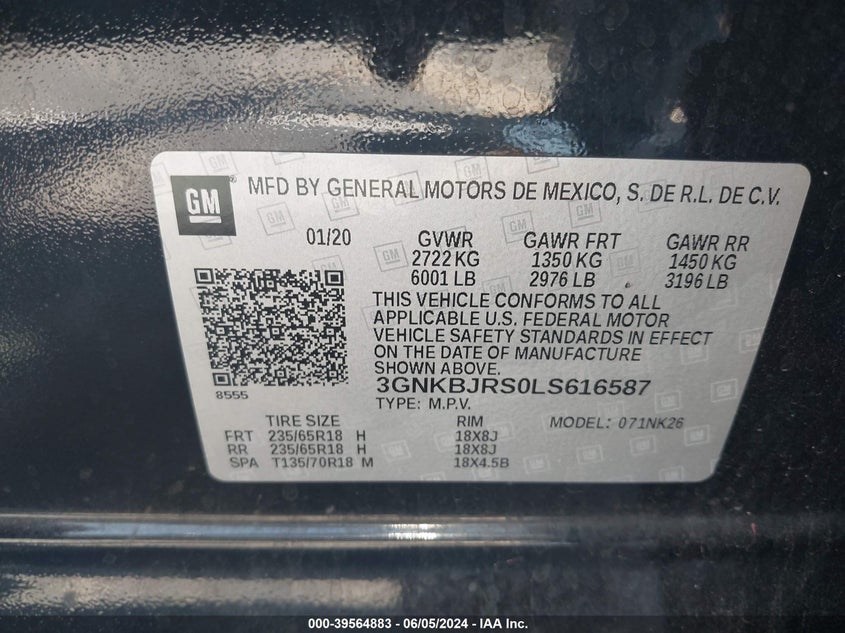 GM
®
MFD BY GENERAL MOTORS DE MEXICO, S. DE R.L. DE C.V.
01/20
GVWR GAWR FRT GAWR RR
2722 KG 1350 KG 1450 KG
6001 LB 2976 LB 3196 LB
THIS VEHICLE CONFORMS TO ALL
APPLICABLE U.S. FEDERAL MOTOR
VEHICLE SAFETY STANDARDS IN EFFECT
ON THE DATE OF MANUFACTURE
SHOWN ABOVE.
8555
3GNKBJRS0LS616587
TYPE: M.P.V.
TIRE SIZE RIM MODEL: 071NK26
FRT 235/65R18 H 18X8J
RR 235/65R18 H 18X8J
SPA T135/70R18 M 18X4.5B
000-39564883 - 06/05/2024 - IAA Inc.